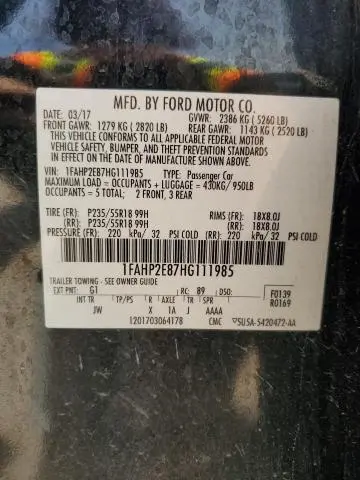 MFD. BY FORD MOTOR CO.
DATE: 03/17 GVWR: 2386 KG ( 5260 LB)
FRONT GAWR: 1279 KG ( 2820 LB) REAR GAWR: 1143 KG ( 2520 LB)
THIS VEHICLE CONFORMS TO ALL APPLICABLE FEDERAL MOTOR
VEHICLE SAFETY, BUMPER, AND THEFT PREVENTION STANDARDS IN
EFFECT ON THE DATE OF MANUFACTURE SHOWN ABOVE.
VIN: 1FAHP2E87HG111985 TYPE: Passenger Car
MAXIMUM LOAD = OCCUPANTS + LUGGAGE = 430KG/950LB
OCCUPANTS = 5 TOTAL: 2 FRONT, 3 REAR
TIRE (FR): P235/55R18 99H RIMS (FR): 18X8.0J
(RR): P235/55R18 99H (RR): 18X8.0J
PRESSURE (FR): 220 kPa/ 32 PSI COLD (RR): 220 kPa/ 32 PSI COLD
1FAHP2E87HG111985
TRAILER TOWING - SEE OWNER GUIDE
EXT PNT: G1 RC: 89 DSO: F0139
INT TR TP/PS R AXLE TR SPR R0169
JW X 1A J AAAA
1201703064178 CMC 5USA-5420472-AA